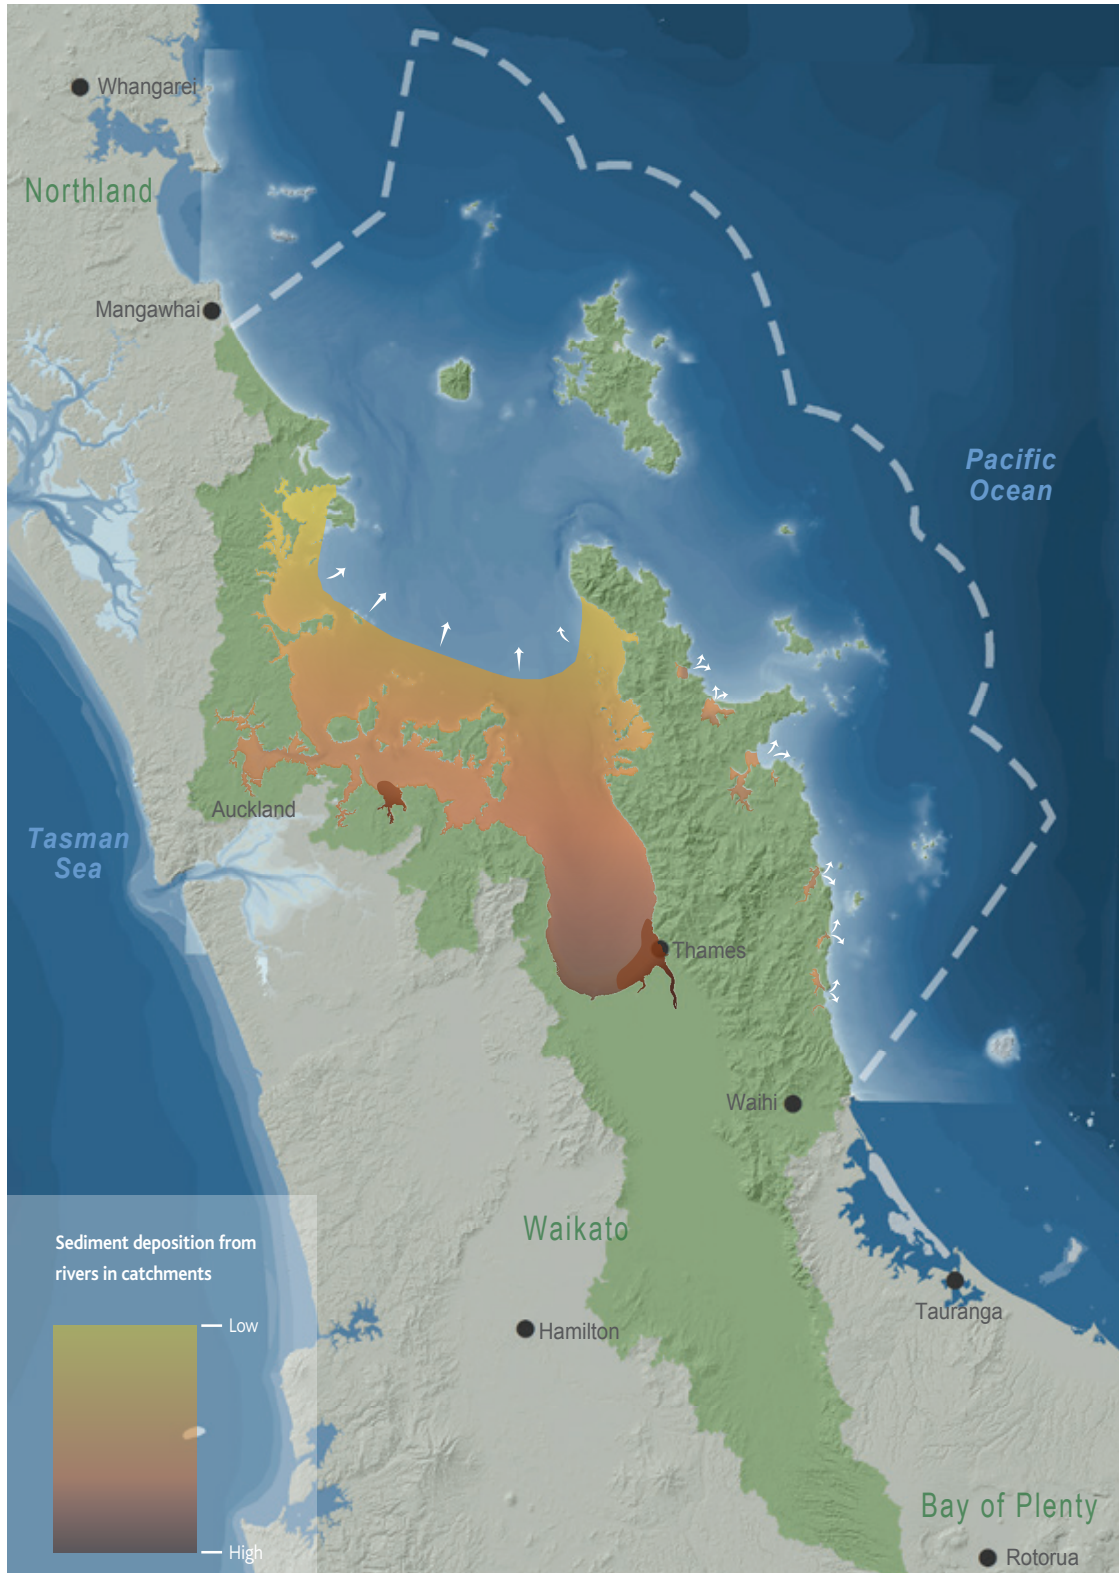 Whangarei
Northland
Mangawhai
Pacific
Ocean
Auckland
Tasman
Sea
Thames
Waihi
Waikato
Sediment deposition from
rivers in catchments
Low
High
Tauranga
Hamilton
Bay of Plenty
Rotorua